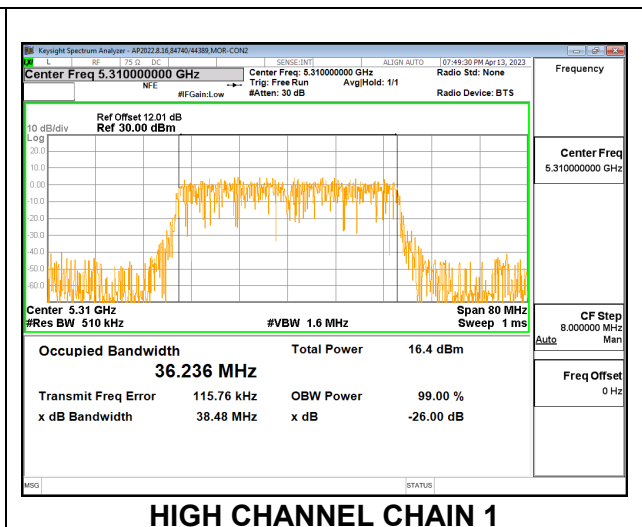 Keysight Spectrum Analyzer - AP2022.8.16,84740/44389,MOR-CON2
L RF 75 Ω DC SENSE:INT ALIGN AUTO 07:49:30 PM Apr 13, 2023
Center Freq 5.310000000 GHz
NFE
#IFGain:Low
Center Freq: 5.310000000 GHz
Trig: Free Run Avg|Hold: 1/1
#Atten: 30 dB
Radio Std: None
Radio Device: BTS
Frequency
Ref Offset 12.01 dB
10 dB/div Ref 30.00 dBm
Log
20.0
10.0
0.00
-10.0
-20.0
-30.0
-40.0
-50.0
-60.0
Center 5.31 GHz Span 80 MHz
#Res BW 510 kHz #VBW 1.6 MHz Sweep 1 ms
Center Freq
5.310000000 GHz
CF Step
8.000000 MHz
Auto Man
Freq Offset
0 Hz
Occupied Bandwidth Total Power 16.4 dBm
36.236 MHz
Transmit Freq Error 115.76 kHz OBW Power 99.00 %
x dB Bandwidth 38.48 MHz x dB -26.00 dB
MSG STATUS
HIGH CHANNEL CHAIN 1